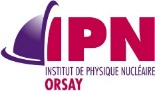 IPN
INSTITUT DE PHYSIQUE NUCLÉAIRE
ORSAY